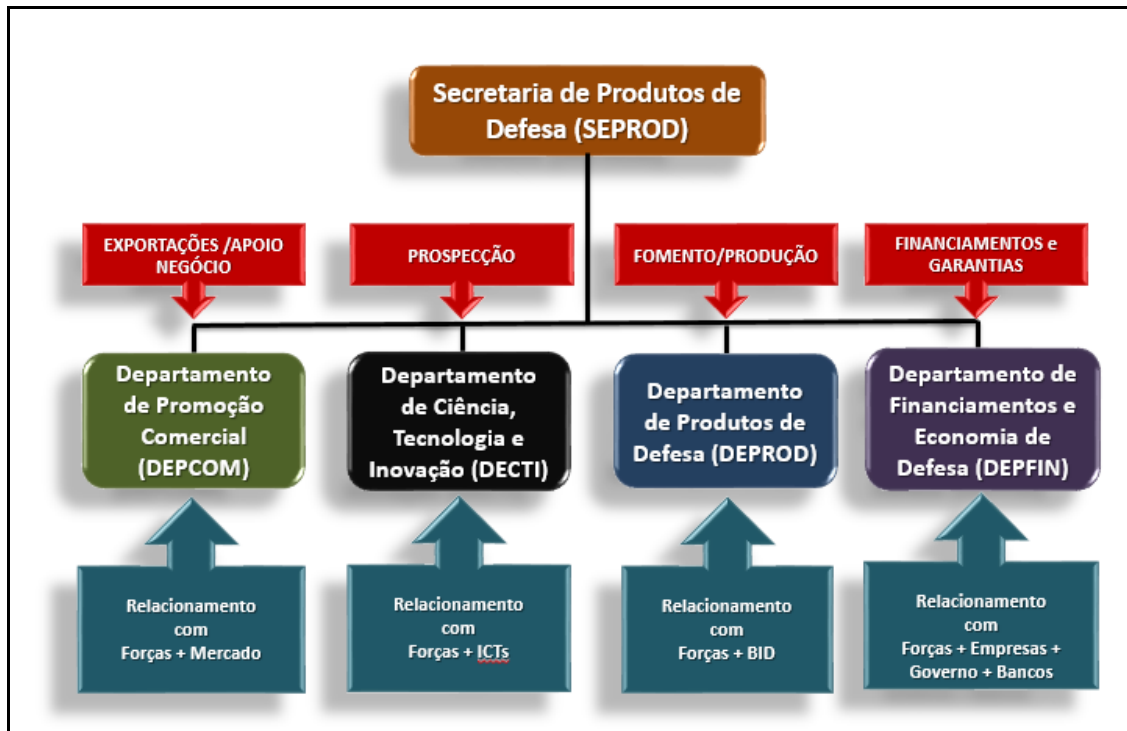 Secretaria de Produtos de
Defesa (SEPROD)
EXPORTAÇÕES /APOIO
NEGÓCIO
PROSPECÇÃO
FOMENTO/PRODUÇÃO
FINANCIAMENTOS e
GARANTIAS
Departamento
de Promoção
Comercial
(DEPCOM)
Departamento
de Ciência,
Tecnologia e
Inovação (DECTI)
Departamento
de Produtos de
Defesa (DEPROD)
Departamento de
Financiamentos e
Economia de
Defesa (DEPFIN)
Relacionamento
com
Forças + Mercado
Relacionamento
com
Forças + ICTs
Relacionamento
com
Forças + BID
Relacionamento
com
Forças + Empresas +
Governo + Bancos